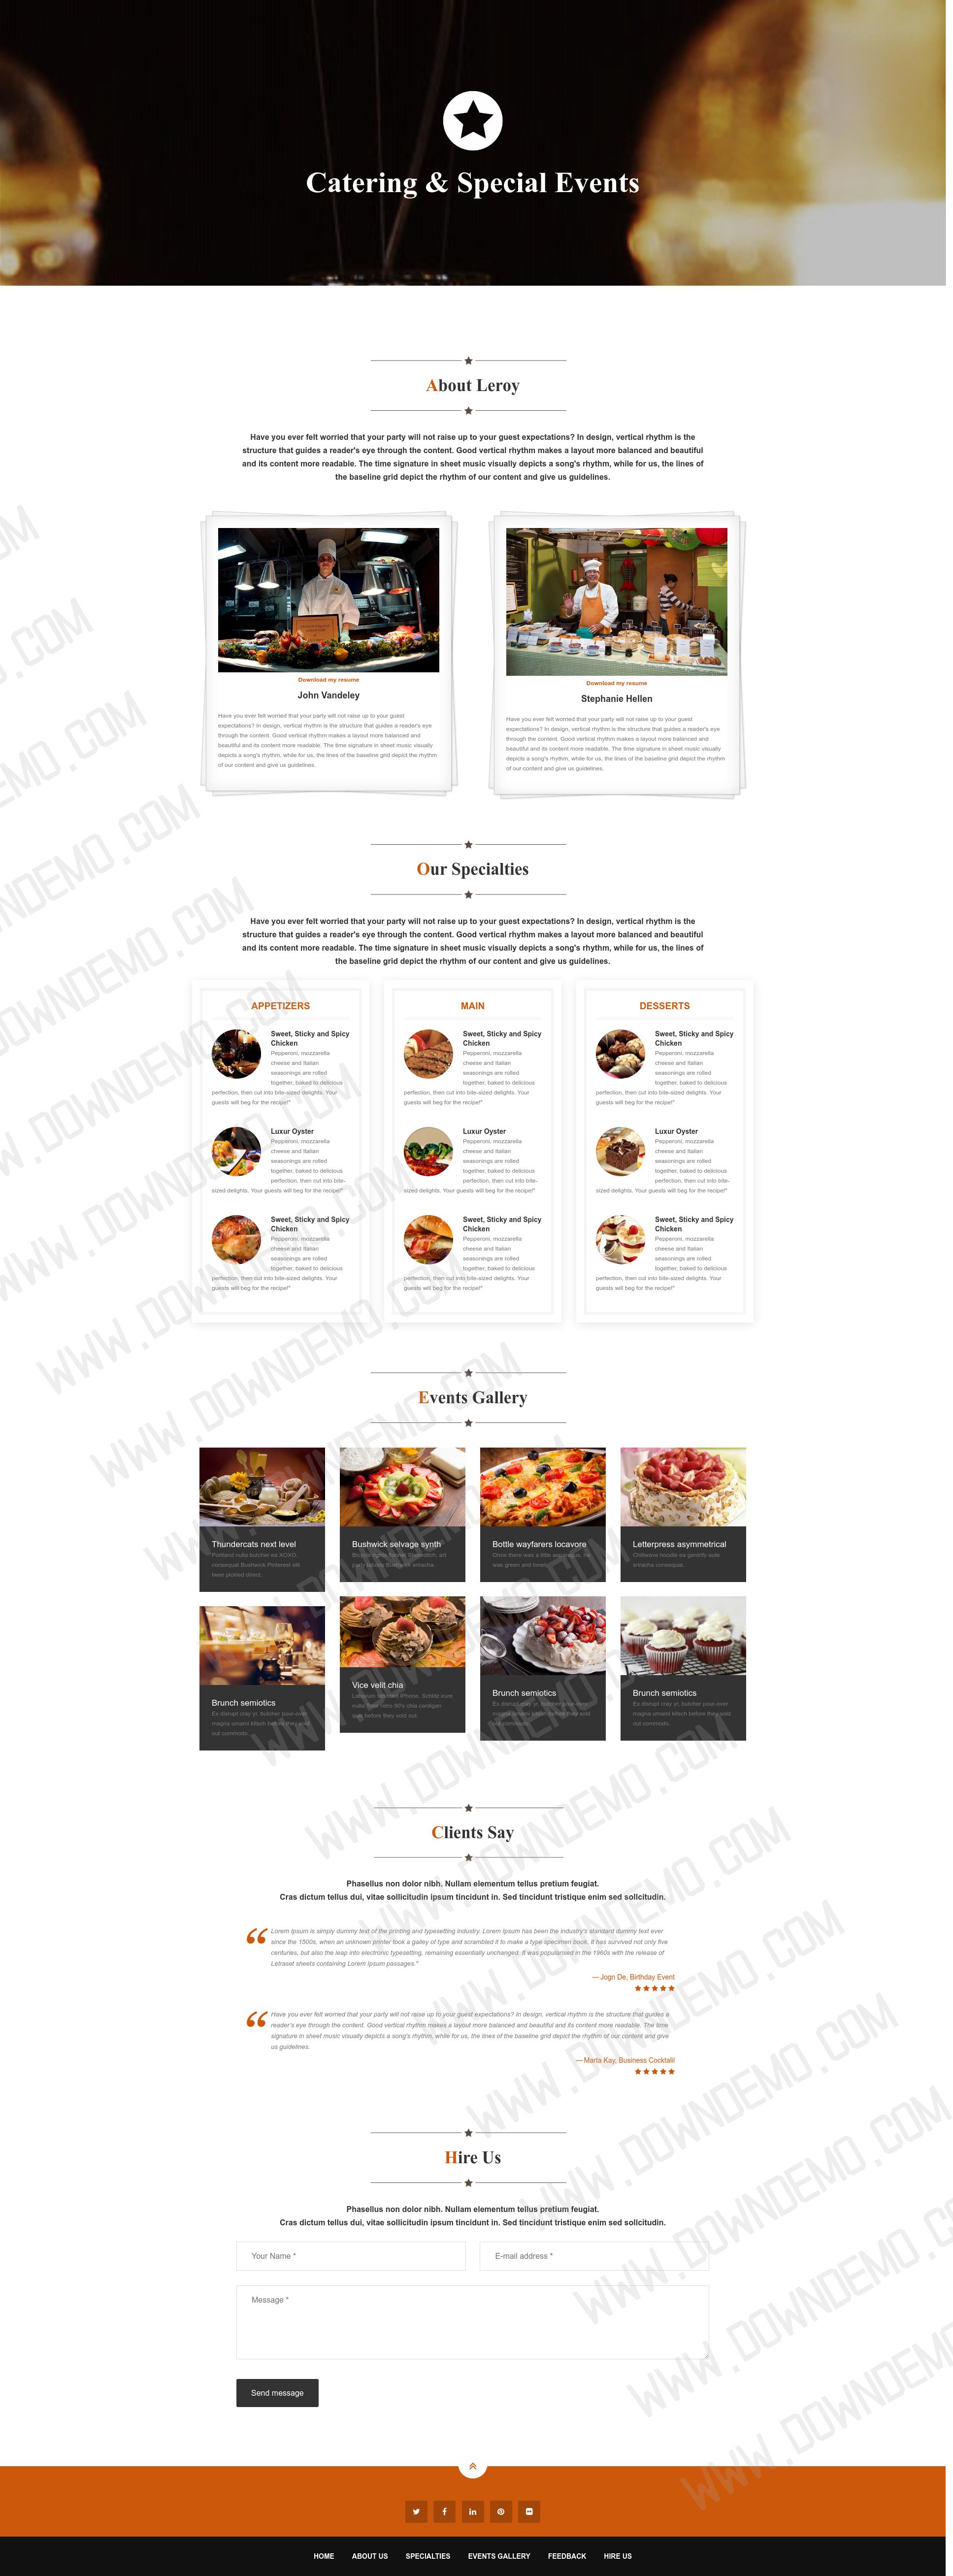 Catering & Special Events
About Leroy
Have you ever felt worried that your party will not raise up to your guest expectations? In design, vertical rhythm is the
structure that guides a reader's eye through the content. Good vertical rhythm makes a layout more balanced and beautiful
and its content more readable. The time signature in sheet music visually depicts a song's rhythm, while for us, the lines of
the baseline grid depict the rhythm of our content and give us guidelines.
Download my resume
John Vandeley
Have you ever felt worried that your party will not raise up to your guest
expectations? In design, vertical rhythm is the structure that guides a reader's eye
through the content. Good vertical rhythm makes a layout more balanced and
beautiful and its content more readable. The time signature in sheet music visually
depicts a song's rhythm, while for us, the lines of the baseline grid depict the rhythm
of our content and give us guidelines.
Download my resume
Stephanie Hellen
Have you ever felt worried that your party will not raise up to your guest
expectations? In design, vertical rhythm is the structure that guides a reader's eye
through the content. Good vertical rhythm makes a layout more balanced and
beautiful and its content more readable. The time signature in sheet music visually
depicts a song's rhythm, while for us, the lines of the baseline grid depict the rhythm
of our content and give us guidelines.
Our Specialties
Have you ever felt worried that your party will not raise up to your guest expectations? In design, vertical rhythm is the
structure that guides a reader's eye through the content. Good vertical rhythm makes a layout more balanced and beautiful
and its content more readable. The time signature in sheet music visually depicts a song's rhythm, while for us, the lines of
the baseline grid depict the rhythm of our content and give us guidelines.
APPETIZERS
Sweet, Sticky and Spicy
Chicken
Pepperoni, mozzarella
cheese and Italian
seasonings are rolled
together, baked to delicious
perfection, then cut into bite-sized delights. Your
guests will beg for the recipe!"
Luxur Oyster
Pepperoni, mozzarella
cheese and Italian
seasonings are rolled
together, baked to delicious
perfection, then cut into bite-
sized delights. Your guests will beg for the recipe!"
Sweet, Sticky and Spicy
Chicken
Pepperoni, mozzarella
cheese and Italian
seasonings are rolled
together, baked to delicious
perfection, then cut into bite-sized delights. Your
guests will beg for the recipe!"
MAIN
Sweet, Sticky and Spicy
Chicken
Pepperoni, mozzarella
cheese and Italian
seasonings are rolled
together, baked to delicious
perfection, then cut into bite-sized delights. Your
guests will beg for the recipe!"
Luxur Oyster
Pepperoni, mozzarella
cheese and Italian
seasonings are rolled
together, baked to delicious
perfection, then cut into bite-
sized delights. Your guests will beg for the recipe!"
Sweet, Sticky and Spicy
Chicken
Pepperoni, mozzarella
cheese and Italian
seasonings are rolled
together, baked to delicious
perfection, then cut into bite-sized delights. Your
guests will beg for the recipe!"
DESSERTS
Sweet, Sticky and Spicy
Chicken
Pepperoni, mozzarella
cheese and Italian
seasonings are rolled
together, baked to delicious
perfection, then cut into bite-sized delights. Your
guests will beg for the recipe!"
Luxur Oyster
Pepperoni, mozzarella
cheese and Italian
seasonings are rolled
together, baked to delicious
perfection, then cut into bite-
sized delights. Your guests will beg for the recipe!"
Sweet, Sticky and Spicy
Chicken
Pepperoni, mozzarella
cheese and Italian
seasonings are rolled
together, baked to delicious
perfection, then cut into bite-sized delights. Your
guests will beg for the recipe!"
Events Gallery
Thundercats next level
Portland nulla butcher ea XOXO,
consequat Bushwick Pinterest elit
twee pickled direct.
Bushwick selvage synth
party Bushwick sriracha
Bottle wayfarers locavore
Once there was a little asparagus, he
was green and lonely.
Letterpress asymmetrical
Chillwave hoodie ea gentrify aute
sriracha consequat.
Brunch semiotics
Ex disrupt cray yr, butcher pour-over
magna umami kitsch before they sold
out commodo.
Vice velit chia
Laborum tattooed iPhone, Schlitz irure
nulla Tonx retro 90's chia cardigan
quis before they sold out.
Brunch semiotics
Ex disrupt cray yr, butcher pour-over
magna umami kitsch before they sold
out commodo.
Brunch semiotics
Ex disrupt cray yr, butcher pour-over
magna umami kitsch before they sold
out commodo.
Clients Say
Phasellus non dolor nibh. Nullam elementum tellus pretium feugiat.
Cras dictum tellus dui, vitae sollicitudin ipsum tincidunt in. Sed tincidunt tristique enim sed sollcitudin.
Lorem Ipsum is simply dummy text of the printing and typesetting industry. Lorem Ipsum has been the industry's standard dummy text ever
since the 1500s, when an unknown printer took a galley of type and scrambled it to make a type specimen book. It has survived not only five
centuries, but also the leap into electronic typesetting, remaining essentially unchanged. It was popularised in the 1960s with the release of
Letraset sheets containing Lorem Ipsum passages."
— Jogn De, Birthday Event
Have you ever felt worried that your party will not raise up to your guest expectations? In design, vertical rhythm is the structure that guides a
reader's eye through the content. Good vertical rhythm makes a layout more balanced and beautiful and its content more readable. The time
signature in sheet music visually depicts a song's rhythm, while for us, the lines of the baseline grid depict the rhythm of our content and give
us guidelines.
— Marta Kay, Business Cocktalil
Hire Us
Phasellus non dolor nibh. Nullam elementum tellus pretium feugiat.
Cras dictum tellus dui, vitae sollicitudin ipsum tincidunt in. Sed tincidunt tristique enim sed sollcitudin.
Your Name *
E-mail address *
Message *
Send message
HOME ABOUT US SPECIALTIES EVENTS GALLERY FEEDBACK HIRE US
WWW.DOWNDEMO.COM